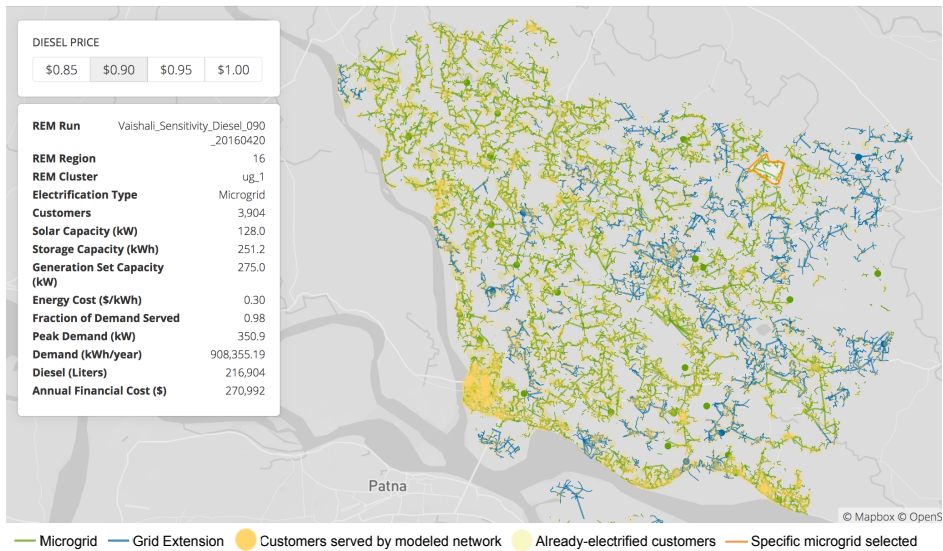 DIESEL PRICE
$0.85 $0.90 $0.95 $1.00
REM Run Vaishali_Sensitivity_Diesel_090
_20160420
REM Region 16
REM Cluster ug_1
Electrification Type Microgrid
Customers 3,904
Solar Capacity (kW) 128.0
Storage Capacity (kWh) 251.2
Generation Set Capacity 275.0
(kW)
Energy Cost ($/kWh) 0.30
Fraction of Demand Served 0.98
Peak Demand (kW) 350.9
Demand (kWh/year) 908,355.19
Diesel (Liters) 216,904
Annual Financial Cost ($) 270,992
Patna
© Mapbox © OpenS
Microgrid Grid Extension Customers served by modeled network Already-electrified customers Specific microgrid selected